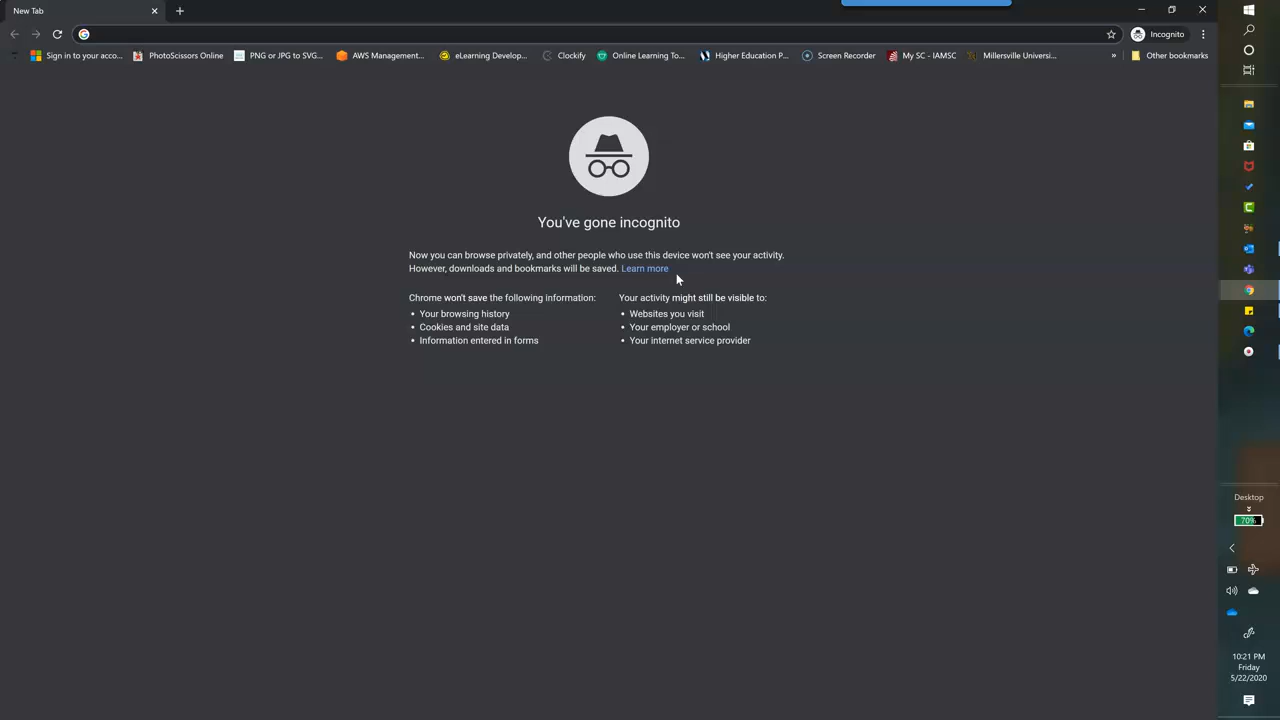 New Tab
Incognito
Sign in to your acco...
PhotoScissors Online
PNG or JPG to SVG...
AWS Management...
eLearning Develop...
Clockify
Online Learning To...
Higher Education P...
Screen Recorder
My SC - IAMSC
Millersville Universi...
»
Other bookmarks
You've gone incognito
Now you can browse privately, and other people who use this device won't see your activity.
However, downloads and bookmarks will be saved. Learn more
Chrome won't save the following information:
• Your browsing history
• Cookies and site data
• Information entered in forms
Your activity might still be visible to:
• Websites you visit
• Your employer or school
• Your internet service provider
Desktop
70%
10:21 PM
Friday
5/22/2020